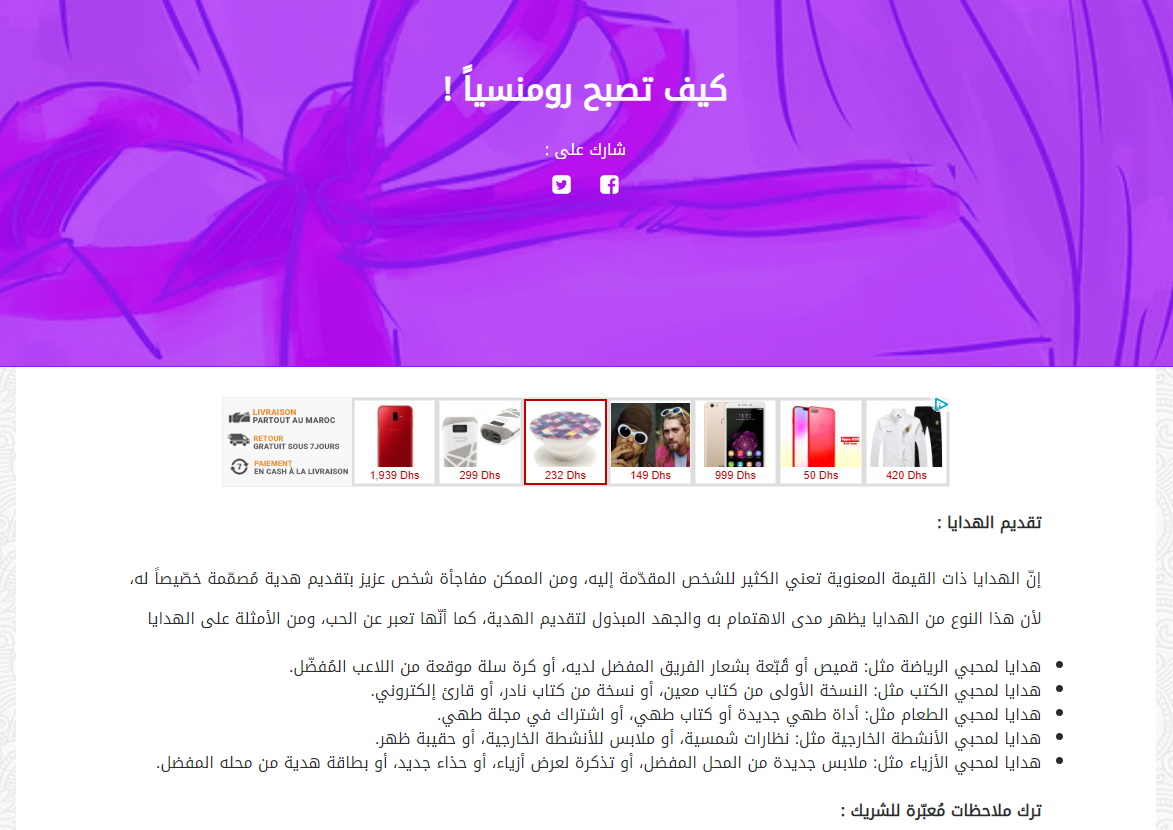 كيف تصبح رومنسياً !
شارك على :
LIVRAISON
PARTOUT AU MAROC
RETOUR
GRATUIT SOUS 7JOURS
7
PAIEMENT
EN CASH À LA LIVRAISON
1,939 Dhs
299 Dhs
232 Dhs
149 Dhs
999 Dhs
50 Dhs
420 Dhs
تقديم الهدايا :
إنّ الهدايا ذات القيمة المعنوية تعني الكثير للشخص المقدّمة إليه، ومن الممكن مفاجأة شخص عزيز بتقديم هدية مُصمّمة خصّيصاً له،
لأن هذا النوع من الهدايا يظهر مدى الاهتمام به والجهد المبذول لتقديم الهدية، كما أنّها تعبر عن الحب، ومن الأمثلة على الهدايا
هدايا لمحبي الرياضة مثل: قميص أو قُبّعة بشعار الفريق المفضل لديه، أو كرة سلة موقعة من اللاعب المُفضّل.
هدايا لمحبي الكتب مثل: النسخة الأولى من كتاب معين، أو نسخة من كتاب نادر، أو قارئ إلكتروني.
هدايا لمحبي الطعام مثل: أداة طهي جديدة أو كتاب طهي، أو اشتراك في مجلة طهي.
هدايا لمحبي الأنشطة الخارجية مثل: نظارات شمسية، أو ملابس للأنشطة الخارجية، أو حقيبة ظهر.
هدايا لمحبي الأزياء مثل: ملابس جديدة من المحل المفضل، أو تذكرة لعرض أزياء، أو حذاء جديد، أو بطاقة هدية من محله المفضل.
ترك ملاحظات مُعبّرة للشريك :